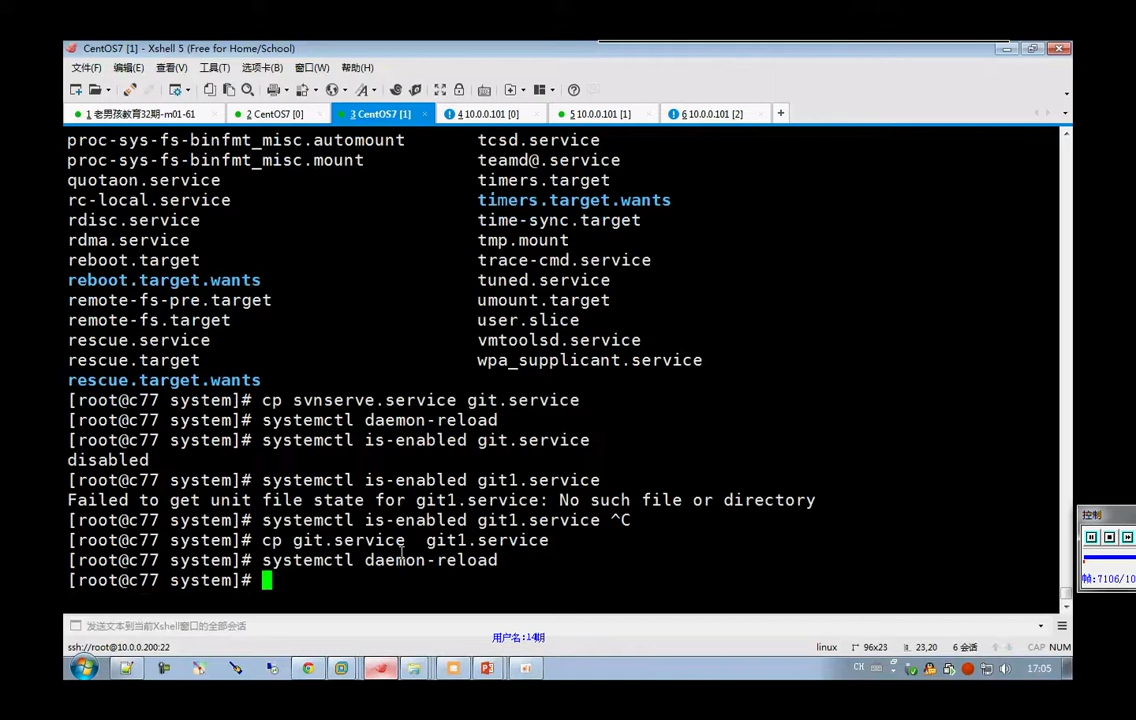 CentOS7 [1] - Xshell 5 (Free for Home/School)
文件(F) 编辑(E) 查看(V) 工具(T) 选项卡(B) 窗口(W) 帮助(H)
1 老男孩教育32期-m01-61 2 CentOS7 [0] 3 CentOS7 [1] × 4 10.0.0.101 [0] 5 10.0.0.101 [1] 6 10.0.0.101 [2] +
proc-sys-fs-binfmt_misc.automount tcsd.service
proc-sys-fs-binfmt_misc.mount teamd@.service
quotaon.service timers.target
rc-local.service timers.target.wants
rdisc.service time-sync.target
rdma.service tmp.mount
reboot.target trace-cmd.service
reboot.target.wants tuned.service
remote-fs-pre.target umount.target
remote-fs.target user.slice
rescue.service vmtoolsd.service
rescue.target wpa_supplicant.service
rescue.target.wants
[root@c77 system]# cp svnserve.service git.service
[root@c77 system]# systemctl daemon-reload
[root@c77 system]# systemctl is-enabled git.service
disabled
[root@c77 system]# systemctl is-enabled git1.service
Failed to get unit file state for git1.service: No such file or directory
[root@c77 system]# systemctl is-enabled git1.service ^C
[root@c77 system]# cp git.service  git1.service
[root@c77 system]# systemctl daemon-reload
[root@c77 system]#
控制
帧:7106/10
发送文本到当前Xshell窗口的全部会话
用户名:14期
ssh://root@10.0.0.200:22 linux 96x23 23,20 6 会话 CAP NUM
CH 17:05